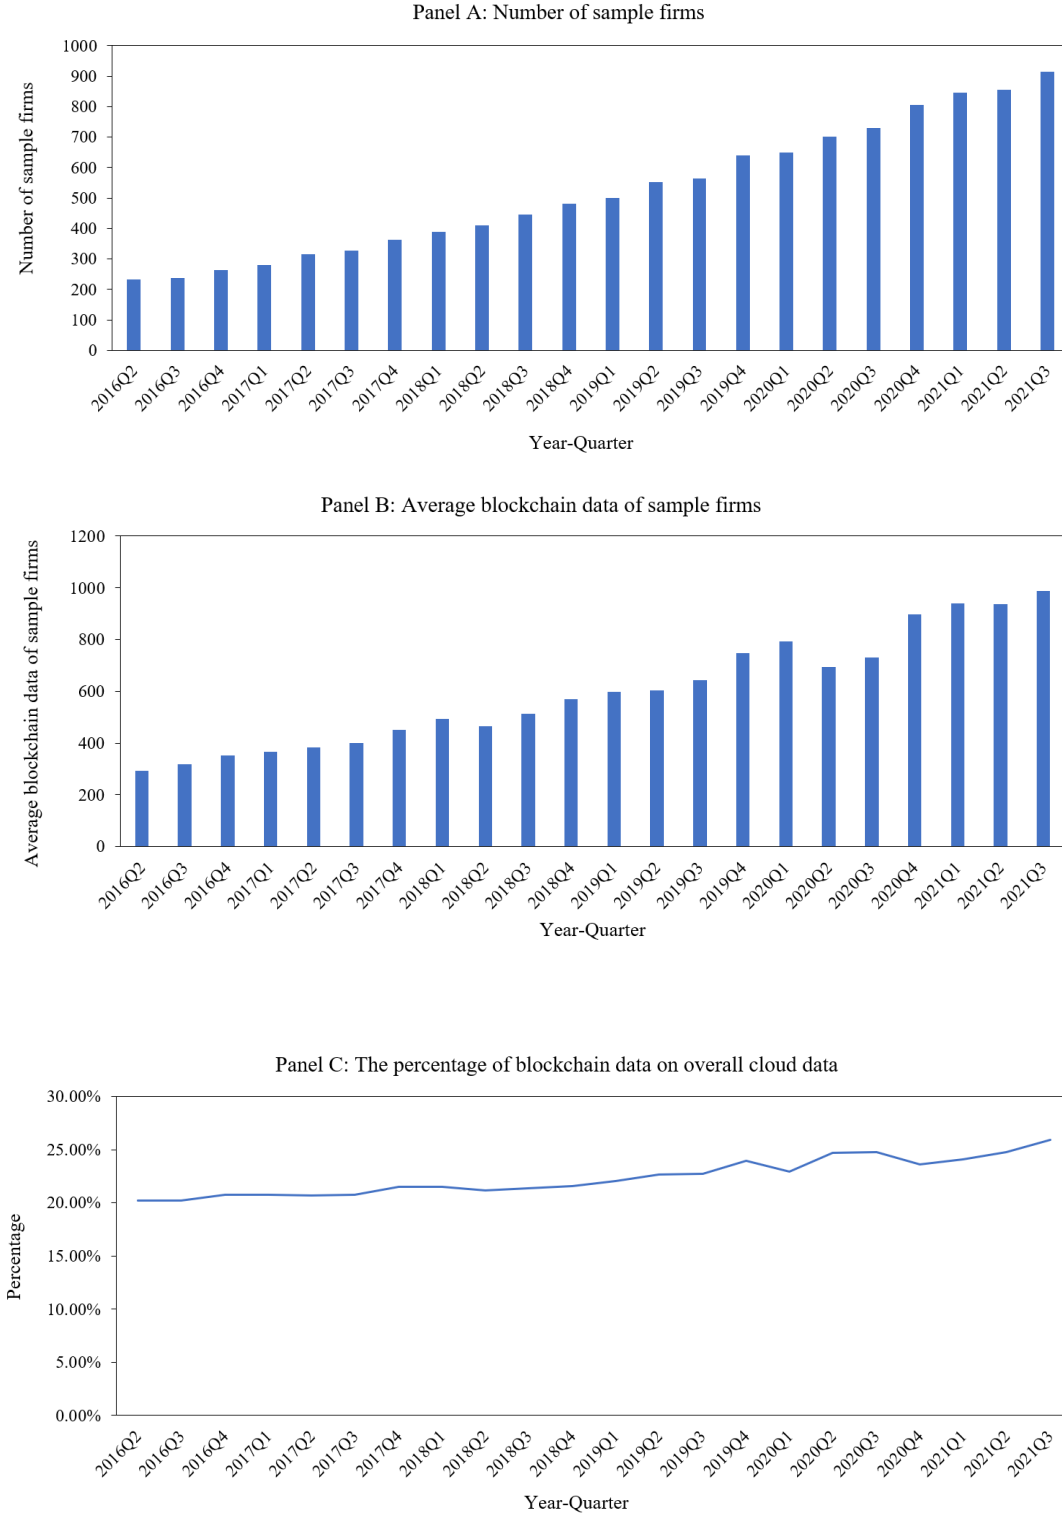 Panel A: Number of sample firms
Number of sample firms
1000
900
800
700
600
500
400
300
200
100
0
2016Q2
2016Q3
2016Q4
2017Q1
2017Q2
2017Q3
2017Q4
2018Q1
2018Q2
2018Q3
2018Q4
2019Q1
2019Q2
2019Q3
2019Q4
2020Q1
2020Q2
2020Q3
2020Q4
2021Q1
2021Q2
2021Q3
Year-Quarter
Panel B: Average blockchain data of sample firms
Average blockchain data of sample firms
1200
1000
800
600
400
200
0
2016Q2
2016Q3
2016Q4
2017Q1
2017Q2
2017Q3
2017Q4
2018Q1
2018Q2
2018Q3
2018Q4
2019Q1
2019Q2
2019Q3
2019Q4
2020Q1
2020Q2
2020Q3
2020Q4
2021Q1
2021Q2
2021Q3
Year-Quarter
Panel C: The percentage of blockchain data on overall cloud data
Percentage
30.00%
25.00%
20.00%
15.00%
10.00%
5.00%
0.00%
2016Q2
2016Q3
2016Q4
2017Q1
2017Q2
2017Q3
2017Q4
2018Q1
2018Q2
2018Q3
2018Q4
2019Q1
2019Q2
2019Q3
2019Q4
2020Q1
2020Q2
2020Q3
2020Q4
2021Q1
2021Q2
2021Q3
Year-Quarter